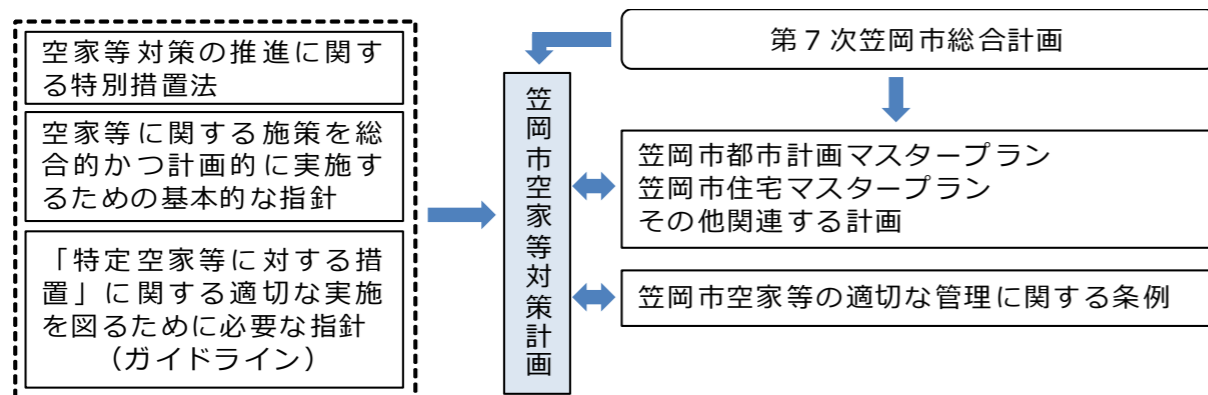 空家等対策の推進に関す
る特別措置法
空家等に関する施策を総
合的かつ計画的に実施す
るための基本的な指針
「特定空家等に対する措
置」に関する適切な実施
を図るために必要な指針
（ガイドライン）
笠岡市空家等対策計画
第７次笠岡市総合計画
笠岡市都市計画マスタープラン
笠岡市住宅マスタープラン
その他関連する計画
笠岡市空家等の適切な管理に関する条例